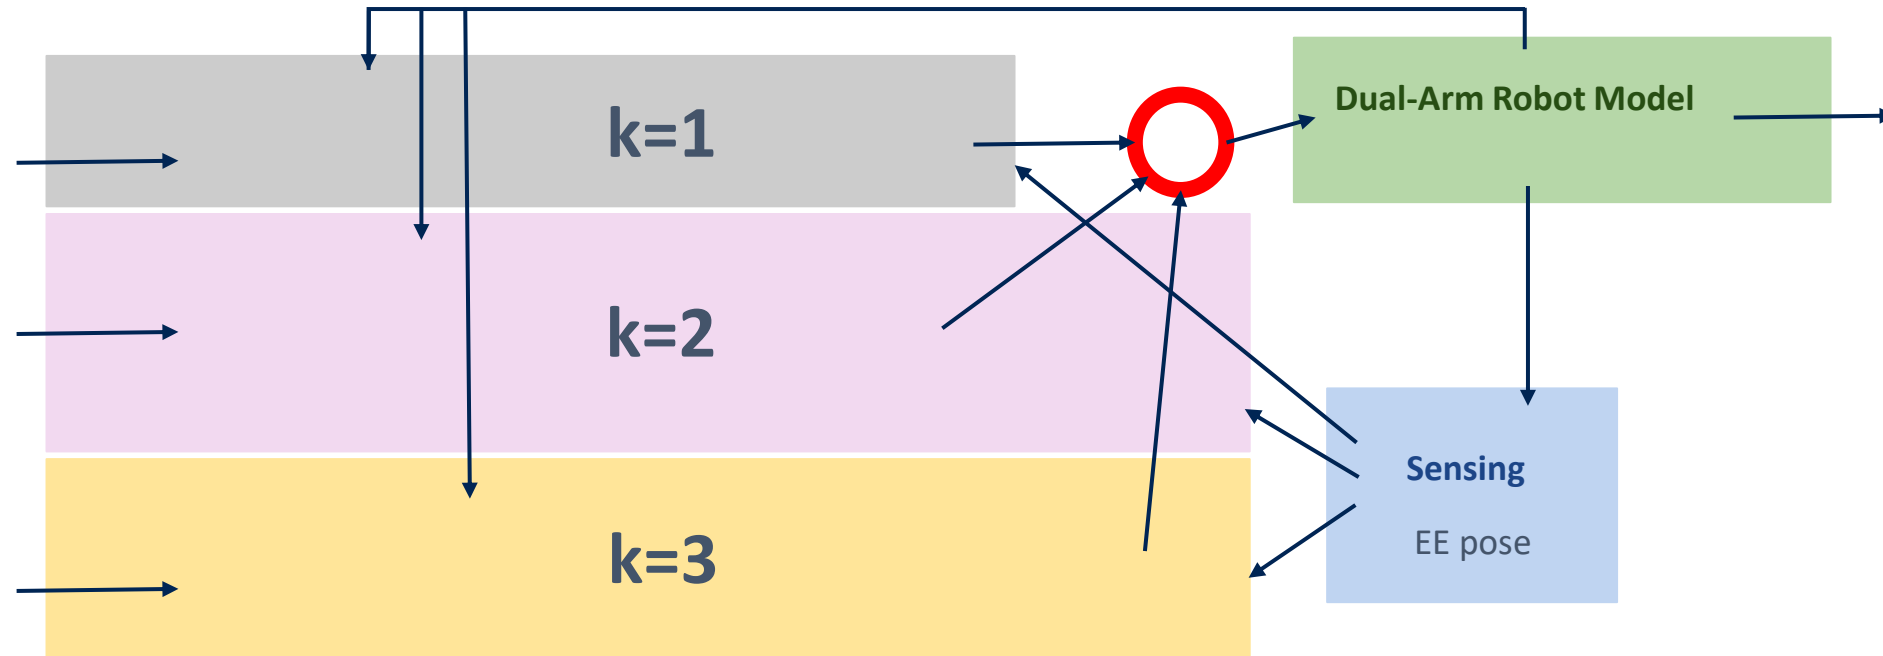 k=1
Dual-Arm Robot Model
k=2
Sensing
EE pose
k=3